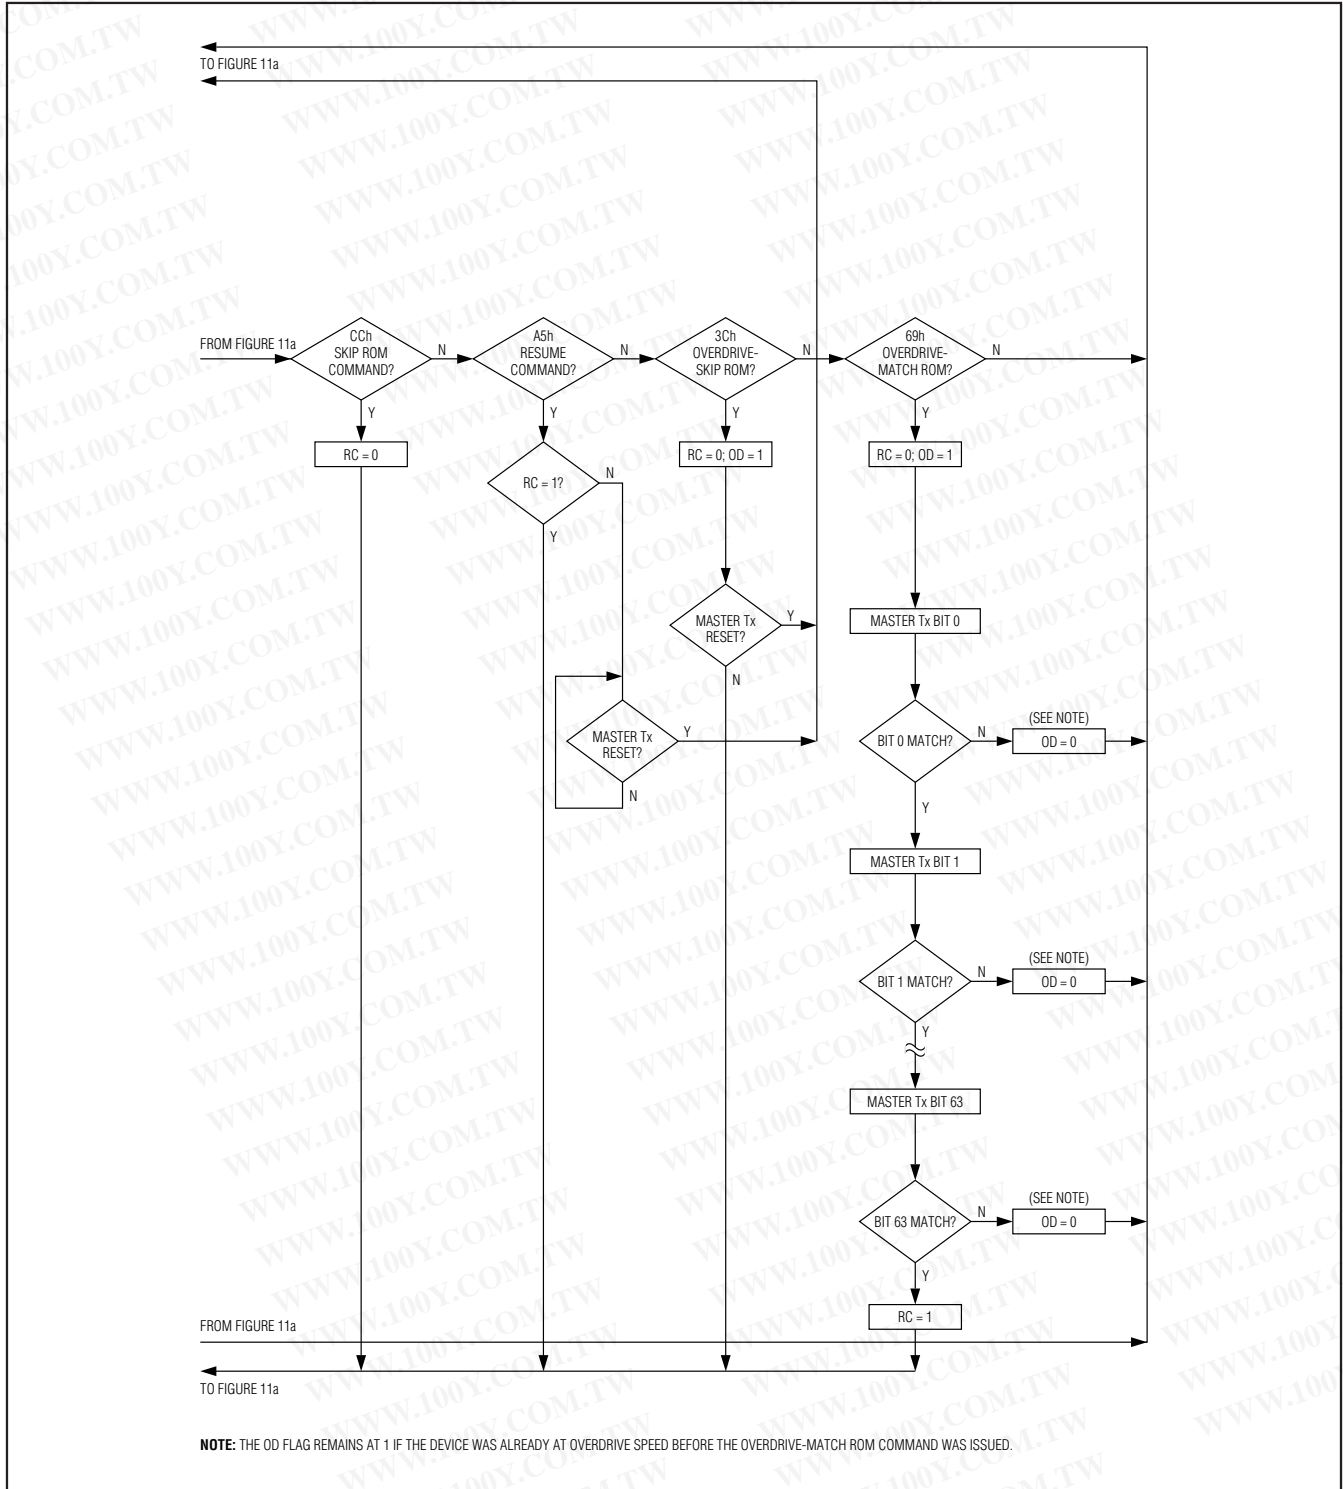 TO FIGURE 11a
FROM FIGURE 11a
CCh
SKIP ROM
COMMAND?
N
Y
A5h
RESUME
COMMAND?
N
Y
3Ch
OVERDRIVE-
SKIP ROM?
N
Y
69h
OVERDRIVE-
MATCH ROM?
N
Y
RC = 0
RC = 1?
N
Y
RC = 0; OD = 1
RC = 0; OD = 1
MASTER Tx
RESET?
Y
N
MASTER Tx BIT 0
MASTER Tx
RESET?
Y
N
BIT 0 MATCH?
N
Y
(SEE NOTE)
OD = 0
MASTER Tx BIT 1
BIT 1 MATCH?
N
Y
(SEE NOTE)
OD = 0
MASTER Tx BIT 63
BIT 63 MATCH?
N
Y
(SEE NOTE)
OD = 0
RC = 1
FROM FIGURE 11a
TO FIGURE 11a
NOTE: THE OD FLAG REMAINS AT 1 IF THE DEVICE WAS ALREADY AT OVERDRIVE SPEED BEFORE THE OVERDRIVE-MATCH ROM COMMAND WAS ISSUED.
WWW.100Y.COM.TW